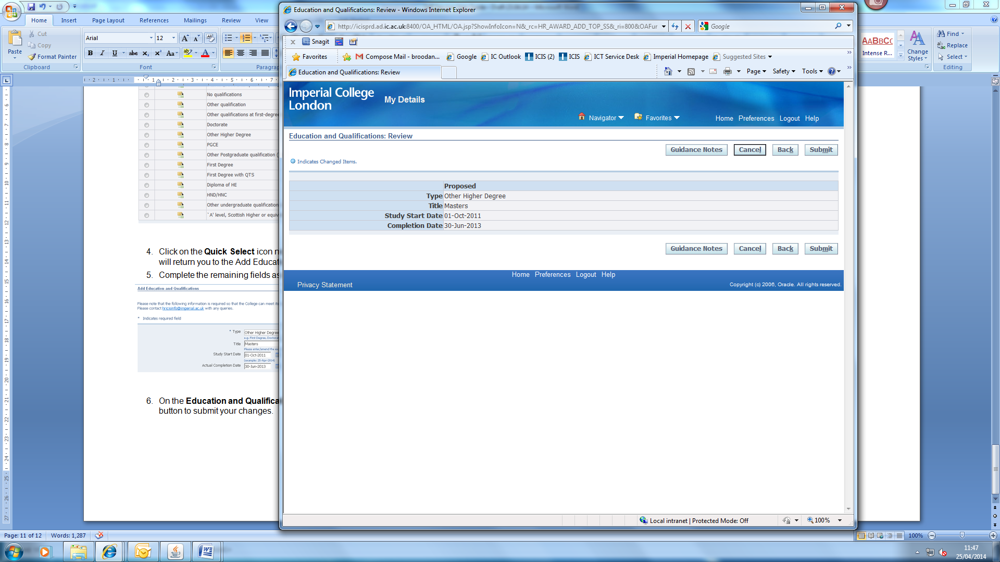 Education and Qualifications: Review - Windows Internet Explorer
Home Insert Page Layout References Mailings Review View
http://icisprd.ad.ic.ac.uk:8400/OA_HTML/OA.jsp?ShowInfoIcon=N&_rc=HR_AWARD_ADD_TOP_SS&_ri=800&OAFur
Google
Paste
Cut
Copy
Format Painter
Clipboard
Arial 12
Font
Paragrap
x Snagit
Favorites Compose Mail - broodan... Google IC Outlook ICIS (2) ICIS ICT Service Desk Imperial Homepage Suggested Sites
Education and Qualifications: Review
Page Safety Tools
AABBCC
Intense R...
Change
Styles
Find
Replace
Select
Editing
Imperial College
London
My Details
Navigator Favorites Home Preferences Logout Help
Education and Qualifications: Review
Guidance Notes Cancel Back Submit
Indicates Changed Items.
Proposed
Type Other Higher Degree
Title Masters
Study Start Date 01-Oct-2011
Completion Date 30-Jun-2013
Guidance Notes Cancel Back Submit
Home Preferences Logout Help
Privacy Statement
Copyright (c) 2006, Oracle. All rights reserved.
Local intranet | Protected Mode: Off
100%
No qualifications
Other qualification
Other qualifications at first-degree
Doctorate
Other Higher Degree
PGCE
Other Postgraduate qualification (
First Degree
First Degree with QTS
Diploma of HE
HND/HNC
Other undergraduate qualification
`A' level, Scottish Higher or equiv
4. Click on the Quick Select icon n
will return you to the Add Educat
5. Complete the remaining fields as
Add Education and Qualifications
Please note that the following information is required so that the College can meet its
Please contact hricisinfo@imperial.ac.uk with any queries.
* Indicates required field
* Type Other Higher Degree
e.g. First Degree, Doctorat
Title Masters
Please enter/amend the ex
Study Start Date 01-Oct-2011
(example: 25-Apr-2014)
Actual Completion Date 30-Jun-2013
6. On the Education and Qualifica
button to submit your changes.
Page: 11 of 12 Words: 1,287
100%
11:47
25/04/2014